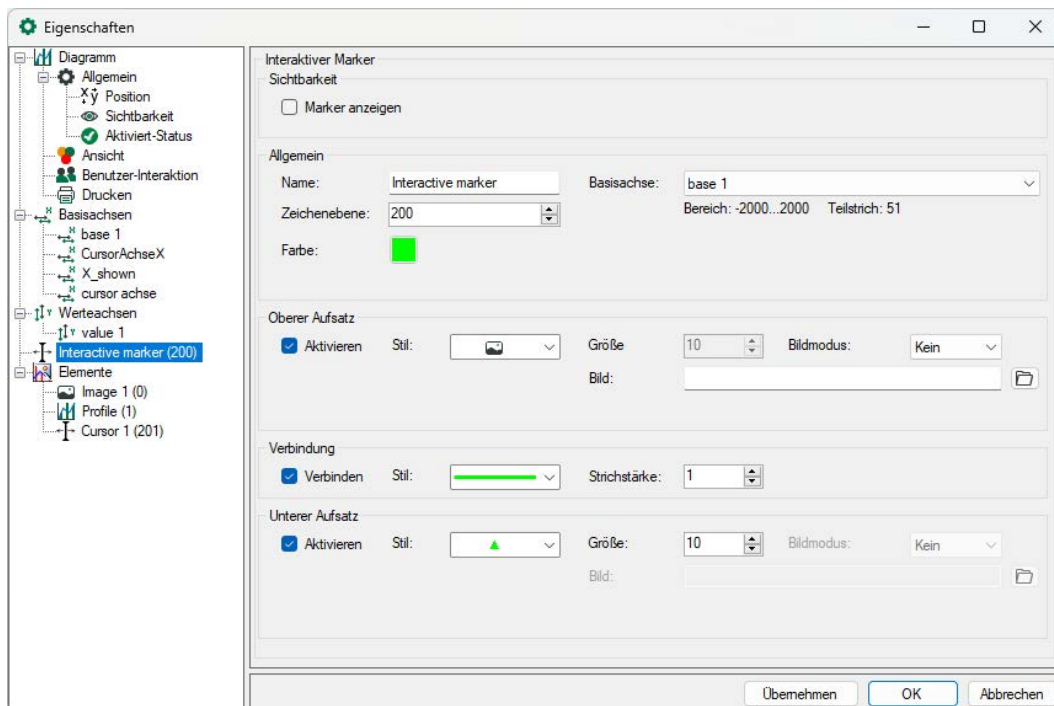 Eigenschaften
Diagramm
Allgemein
Position
Sichtbarkeit
Aktiviert-Status
Ansicht
Benutzer-Interaktion
Drucken
Basisachsen
base 1
CursorAchseX
X_shown
cursor achse
Werteachsen
value 1
Interactive marker (200)
Elemente
Image 1 (0)
Profile (1)
Cursor 1 (201)
Interaktiver Marker
Sichtbarkeit
Marker anzeigen
Allgemein
Name: Interactive marker Basisachse: base 1
Zeichenebene: 200 Bereich: -2000...2000 Teilstrich: 51
Farbe:
Oberer Aufsatz
Aktivieren Stil: Größe 10 Bildmodus: Kein
Bild:
Verbindung
Verbinden Stil: Strichstärke: 1
Unterer Aufsatz
Aktivieren Stil: Größe: 10 Bildmodus: Kein
Bild:
Übernehmen OK Abbrechen